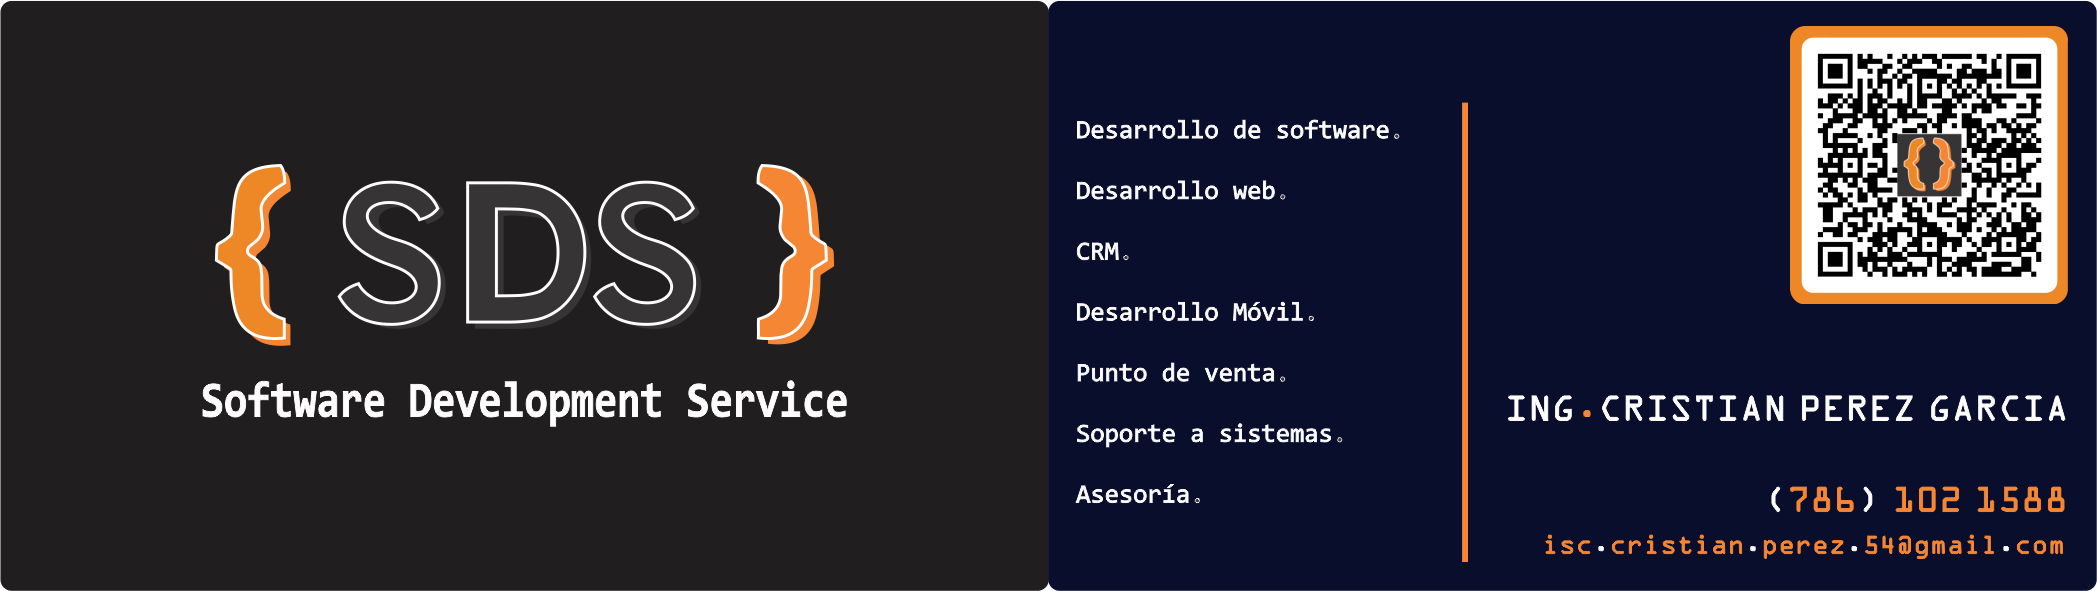 { SDS }
Software Development Service
Desarrollo de software.
Desarrollo web.
CRM.
Desarrollo Móvil.
Punto de venta.
Soporte a sistemas.
Asesoría.
ING.CRISTIAN PEREZ GARCIA
(786) 102 1588
isc.cristian.perez.54@gmail.com